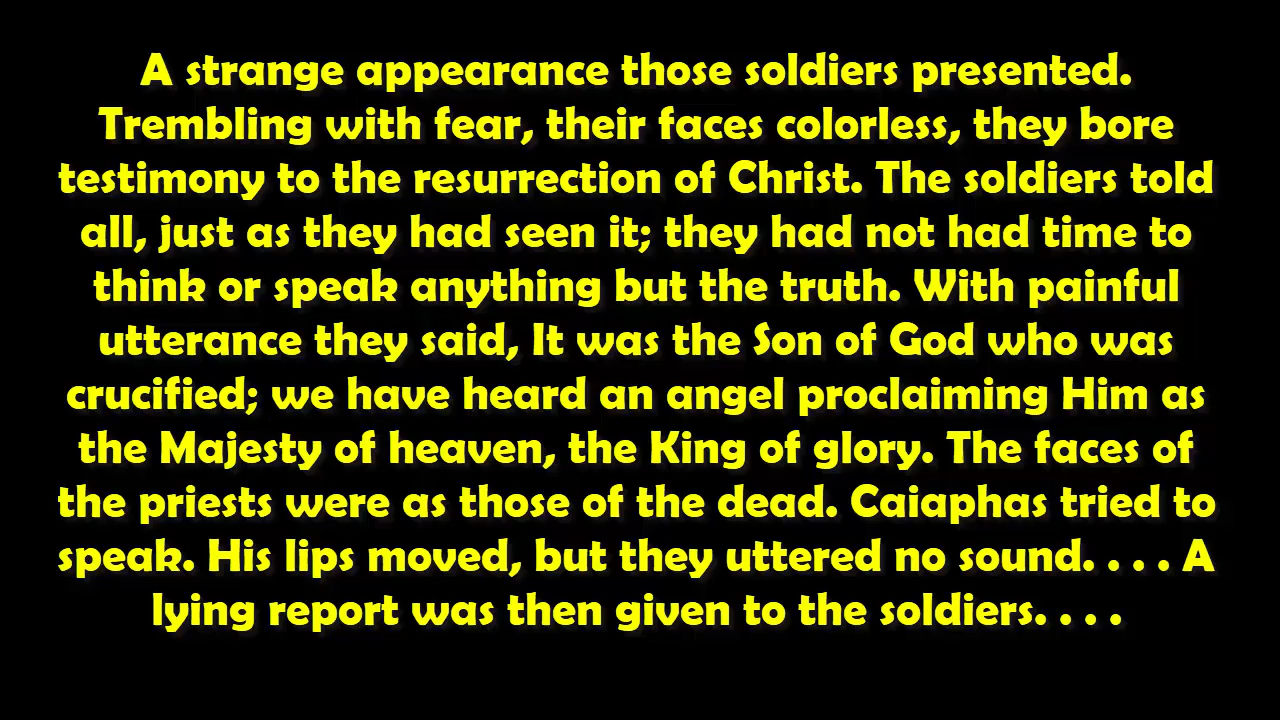 A strange appearance those soldiers presented.
Trembling with fear, their faces colorless, they bore
testimony to the resurrection of Christ. The soldiers told
all, just as they had seen it; they had not had time to
think or speak anything but the truth. With painful
utterance they said, It was the Son of God who was
crucified; we have heard an angel proclaiming Him as
the Majesty of heaven, the King of glory. The faces of
the priests were as those of the dead. Caiaphas tried to
speak. His lips moved, but they uttered no sound. . . . A
lying report was then given to the soldiers. . . .